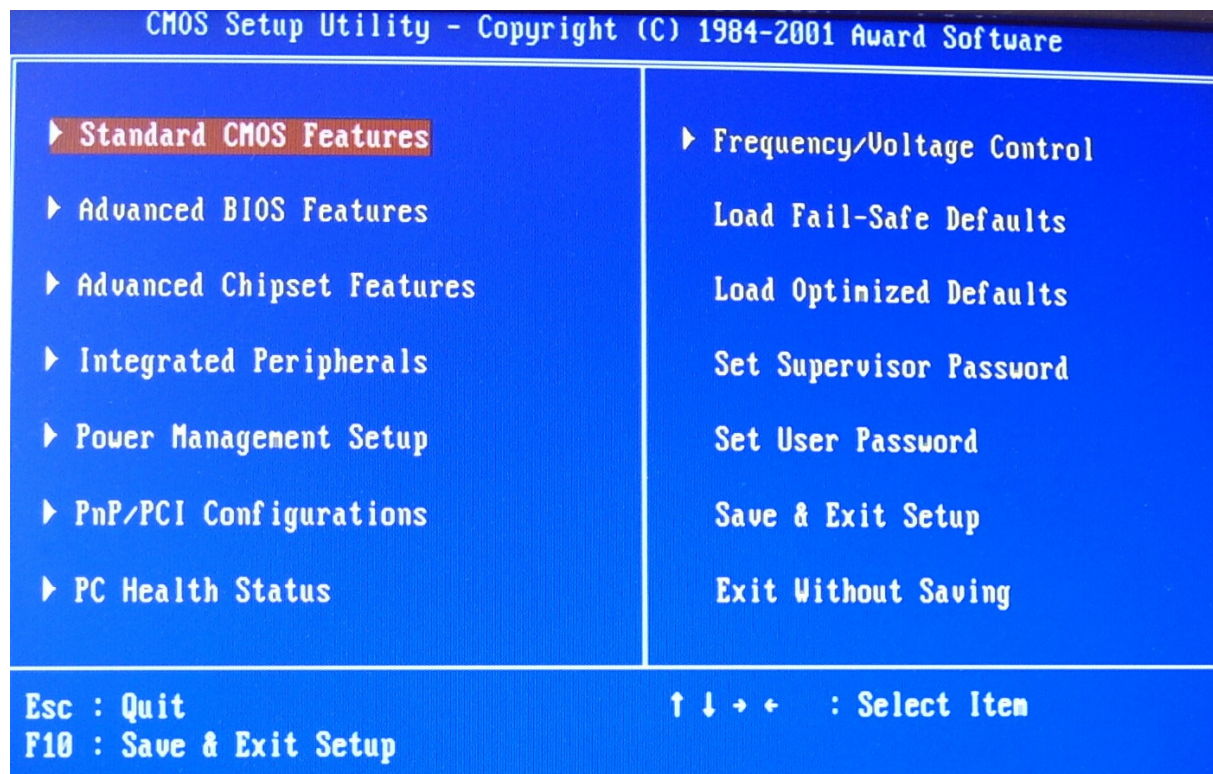 CMOS Setup Utility - Copyright (C) 1984-2001 Award Software
▶ Standard CMOS Features
▶ Advanced BIOS Features
▶ Advanced Chipset Features
▶ Integrated Peripherals
▶ Power Management Setup
▶ PnP/PCI Configurations
▶ PC Health Status
▶ Frequency/Voltage Control
Load Fail-Safe Defaults
Load Optimized Defaults
Set Supervisor Password
Set User Password
Save & Exit Setup
Exit Without Saving
Esc : Quit
F10 : Save & Exit Setup
↑ ↓ → ← : Select Item